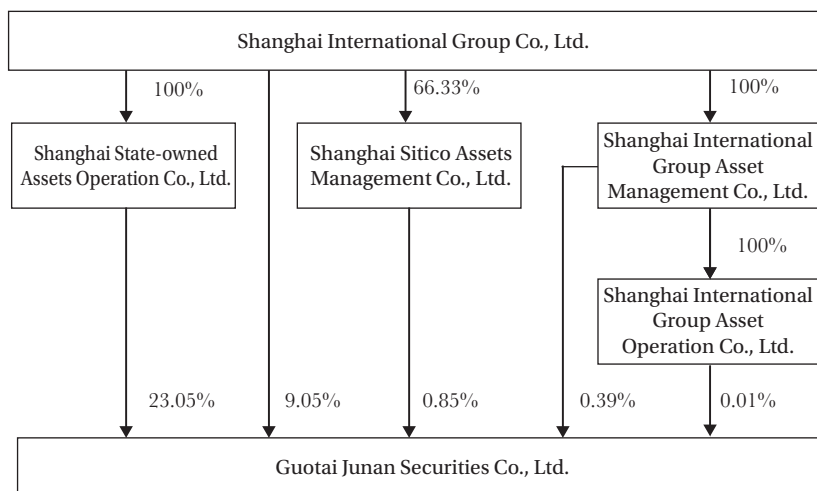 Shanghai International Group Co., Ltd.
100%
66.33%
100%
Shanghai State-owned
Assets Operation Co., Ltd.
Shanghai Sitico Assets
Management Co., Ltd.
Shanghai International
Group Asset
Management Co., Ltd.
100%
Shanghai International
Group Asset
Operation Co., Ltd.
23.05%
9.05%
0.85%
0.39%
0.01%
Guotai Junan Securities Co., Ltd.